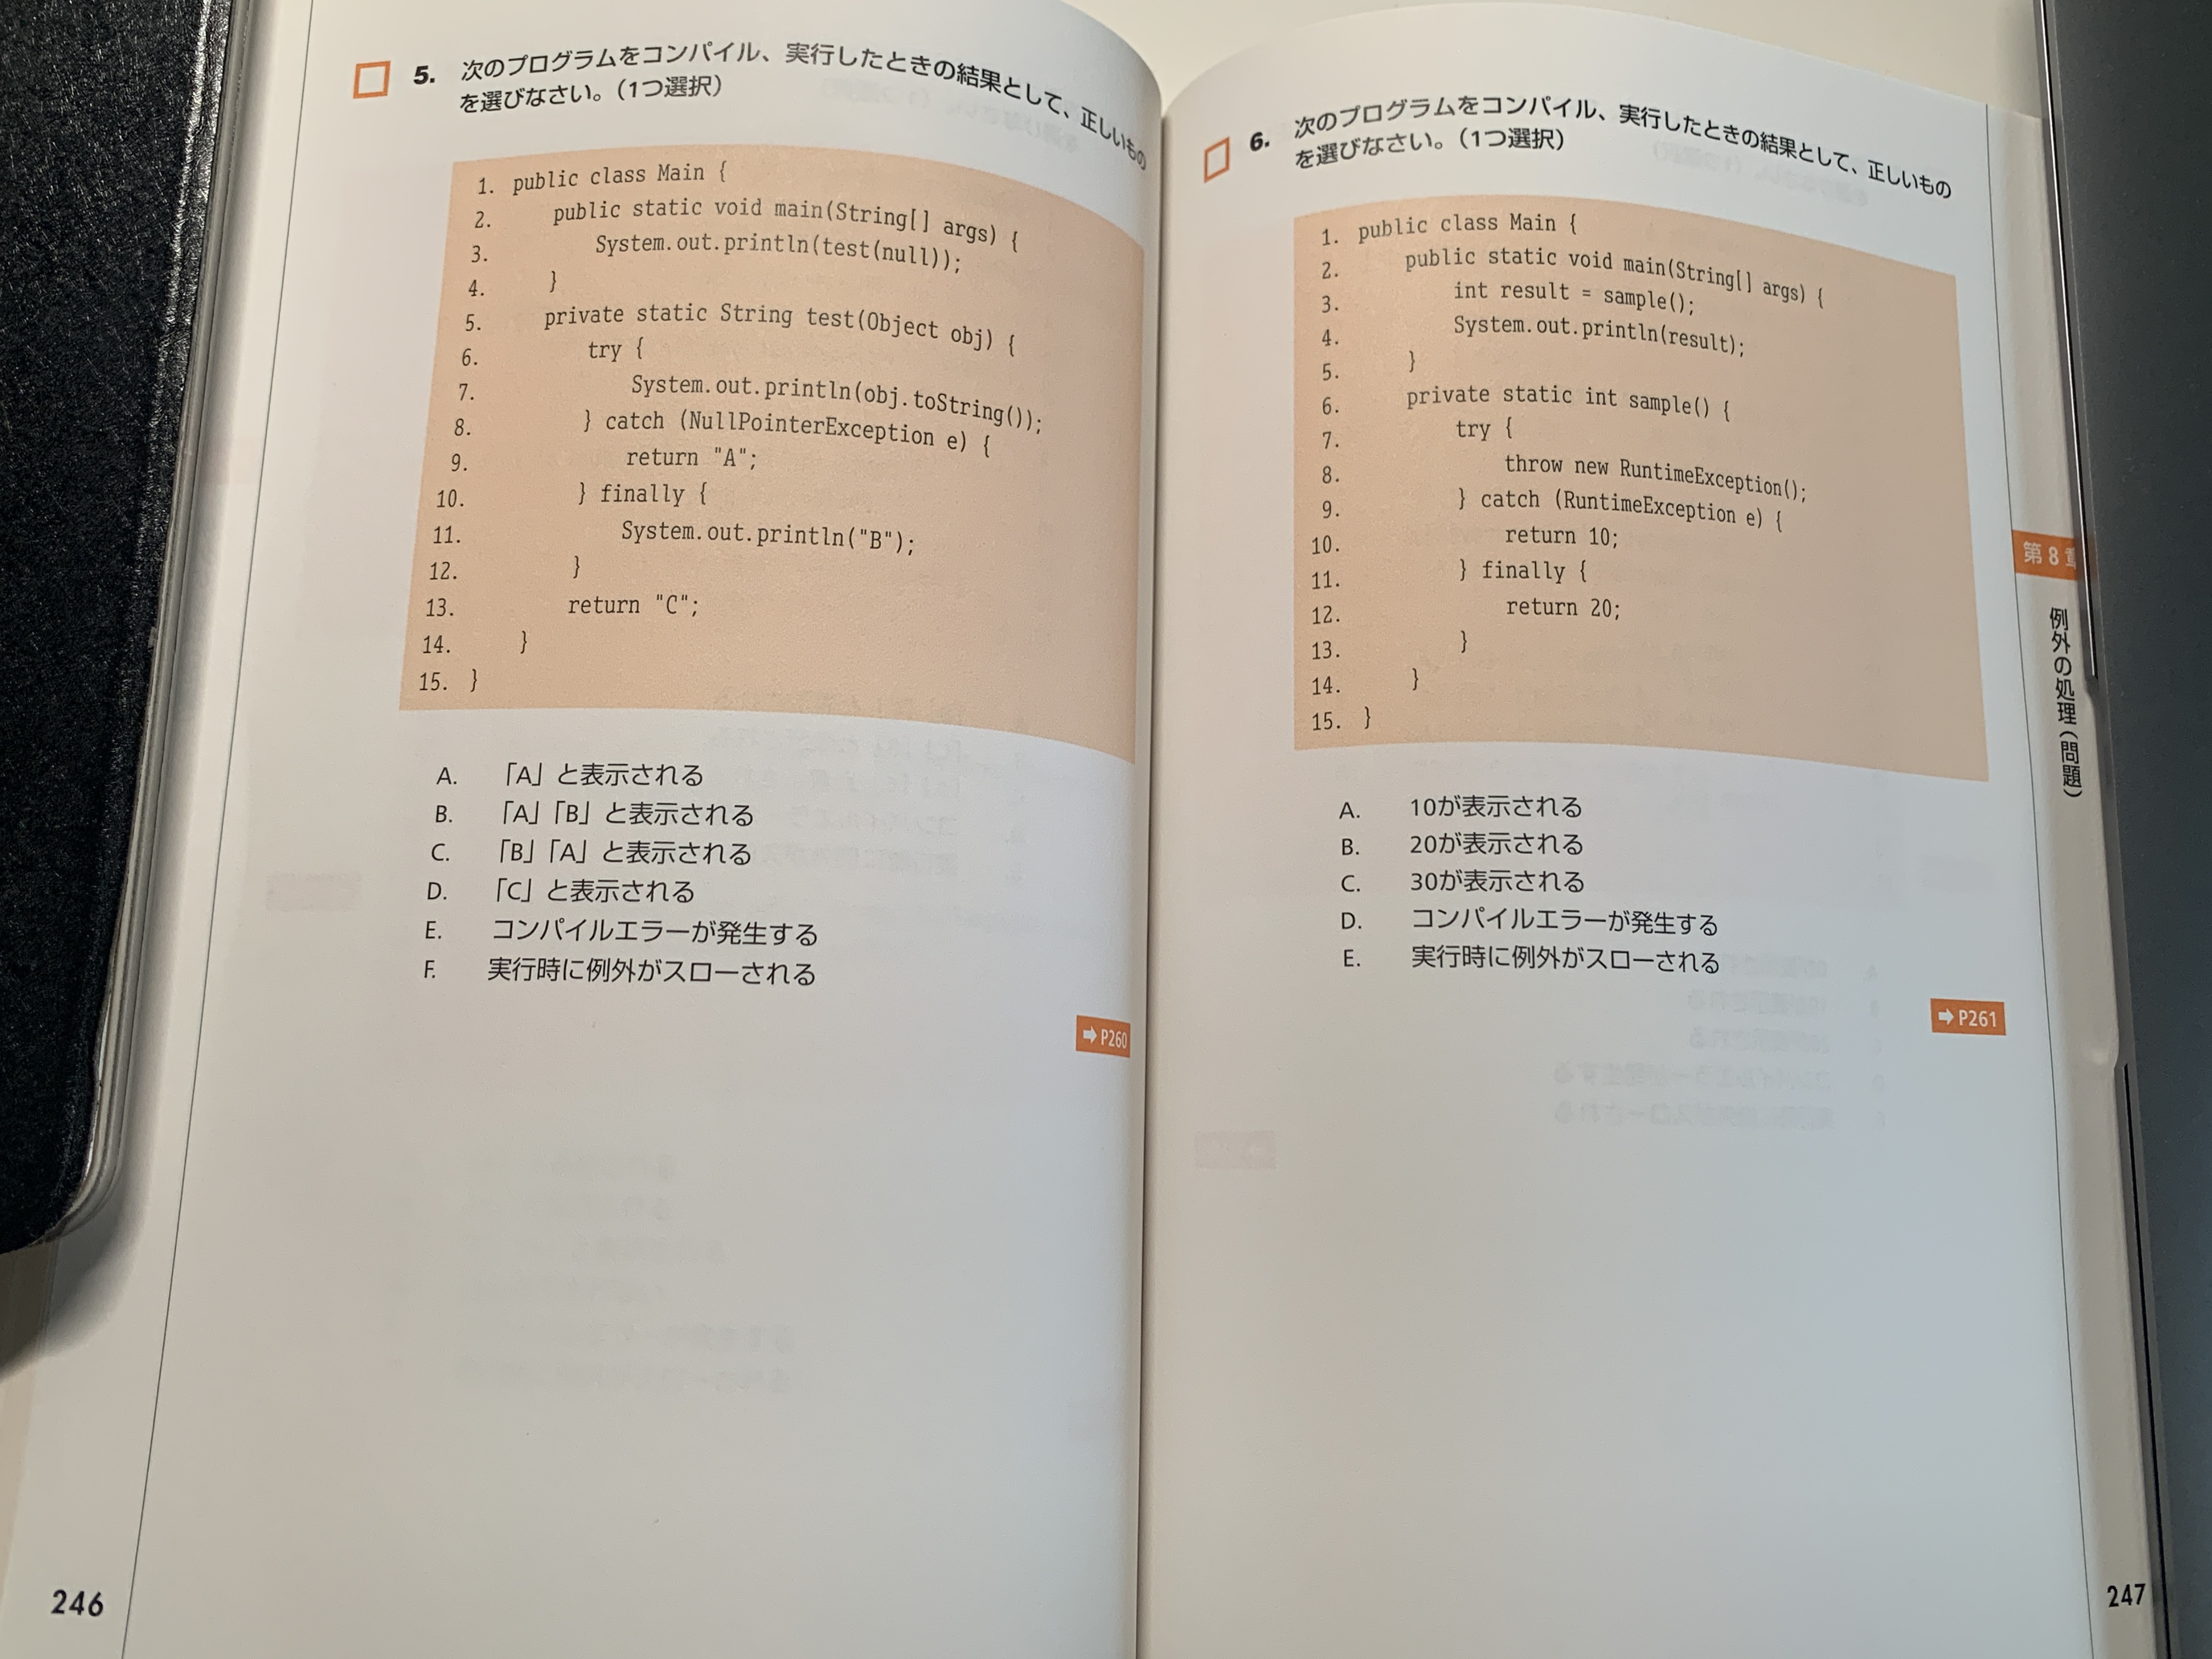 5. 次のプログラムをコンパイル、実行したときの結果として、正しいもの
を選びなさい。（1つ選択）
1. public class Main {
2. public static void main(String[] args) {
3. System.out.println(test(null));
4. }
5. private static String test(Object obj) {
6. try {
7. System.out.println(obj.toString());
8. } catch (NullPointerException e) {
9. return "A";
10. } finally {
11. System.out.println("B");
12. }
13. return "C";
14. }
15. }
A. 「A」と表示される
B. 「A」「B」と表示される
C. 「B」「A」と表示される
D. 「C」と表示される
E. コンパイルエラーが発生する
F. 実行時に例外がスローされる
➡ P260
246
6. 次のプログラムをコンパイル、実行したときの結果として、正しいもの
を選びなさい。（1つ選択）
1. public class Main {
2. public static void main(String[] args) {
3. int result = sample();
4. System.out.println(result);
5. }
6. private static int sample() {
7. try {
8. throw new RuntimeException();
9. } catch (RuntimeException e) {
10. return 10;
11. } finally {
12. return 20;
13. }
14. }
15. }
A. 10が表示される
B. 20が表示される
C. 30が表示される
D. コンパイルエラーが発生する
E. 実行時に例外がスローされる
➡ P261
第8章
例外の処理（問題）
247